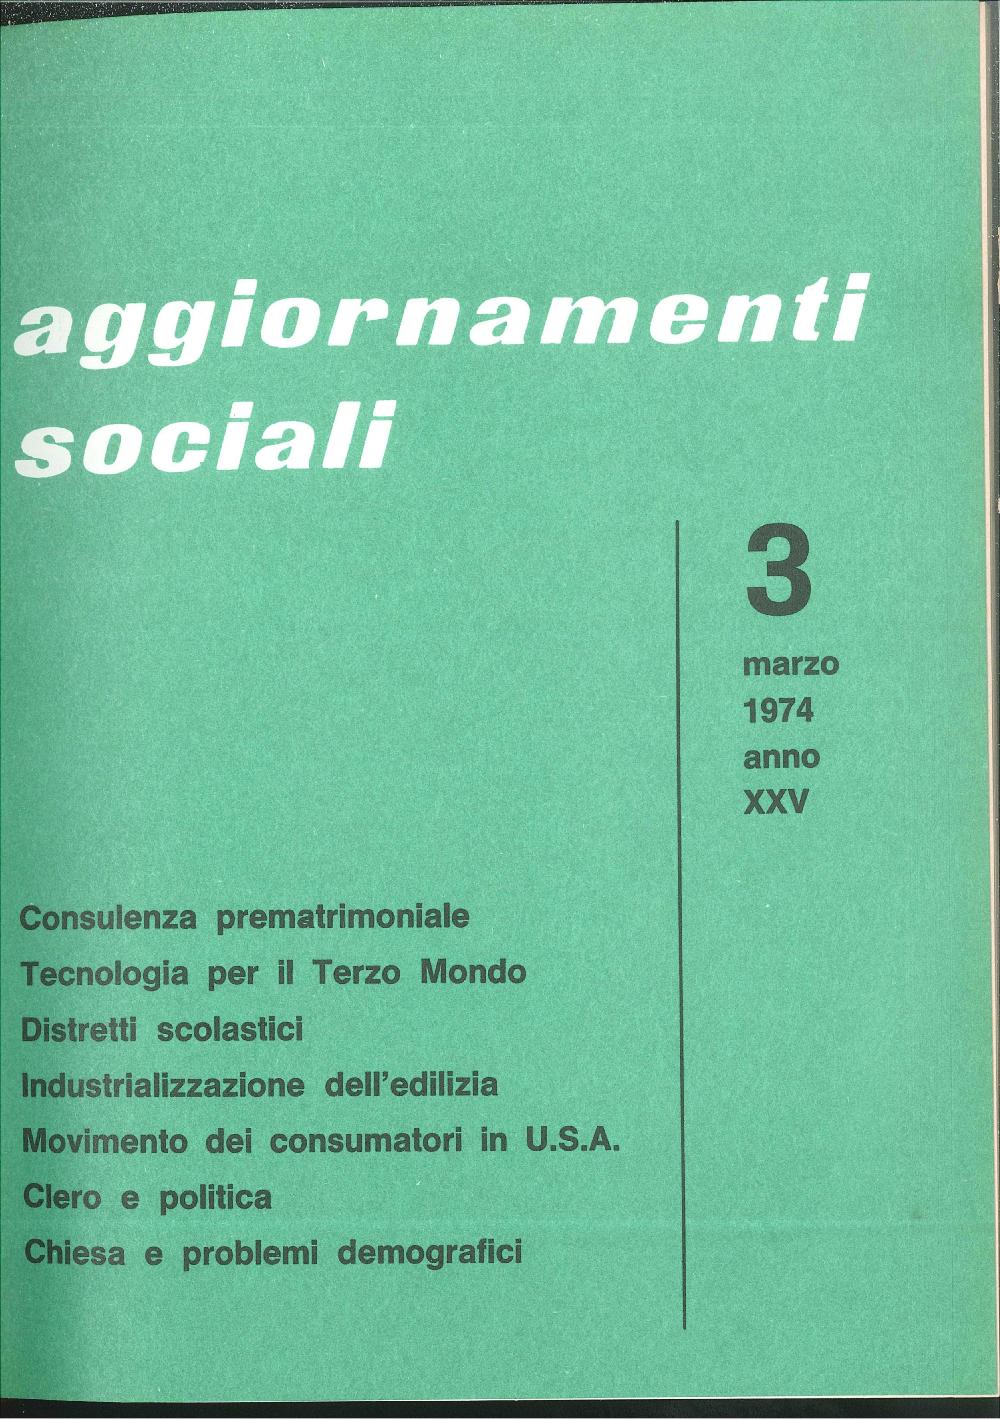 aggiornamenti
sociali
3
marzo
1974
anno
XXV
Consulenza prematrimoniale
Tecnologia per il Terzo Mondo
Distretti scolastici
Industrializzazione dell'edilizia
Movimento dei consumatori in U.S.A.
Clero e politica
Chiesa e problemi demografici